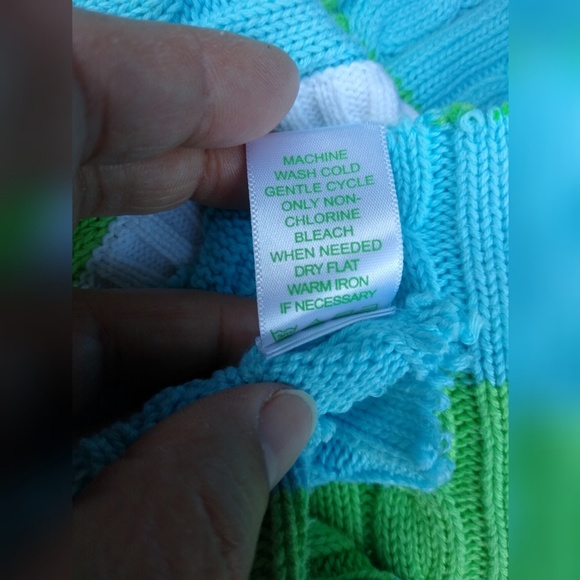 MACHINE
WASH COLD
GENTLE CYCLE
ONLY NON-
CHLORINE
BLEACH
WHEN NEEDED
DRY FLAT
WARM IRON
IF NECESSARY